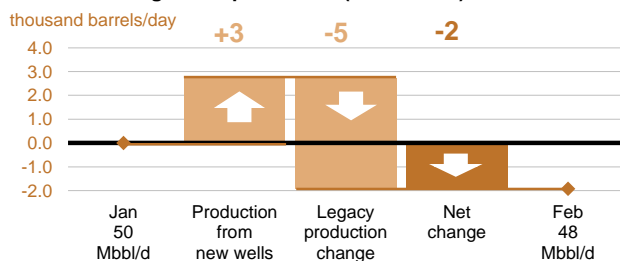 thousand barrels/day
+3 -5 -2
4.0
3.0
2.0
1.0
0.0
-1.0
-2.0
Jan Production Legacy Net Feb
50 from production change 48
Mbbl/d new wells change Mbbl/d